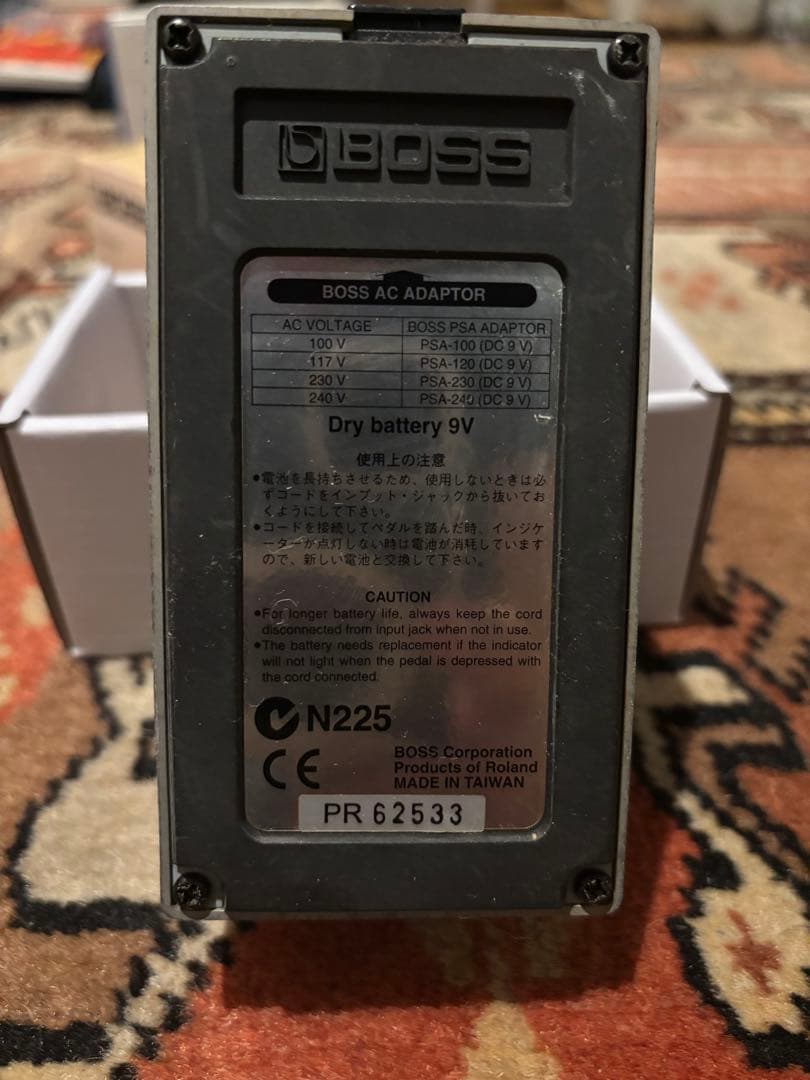 BOSS
BOSS AC ADAPTOR
AC VOLTAGE BOSS PSA ADAPTOR
100 V PSA-100 (DC 9 V)
117 V PSA-120 (DC 9 V)
230 V PSA-230 (DC 9 V)
240 V PSA-240 (DC 9 V)
Dry battery 9V
使用上の注意
●電池を長持ちさせるため、使用しないときは必
ずコードをインプット・ジャックから抜いてお
くようにして下さい。
●コードを接続してペダルを踏んだ時、インジケ
ーターが点灯しない時は電池が消耗しています
ので、新しい電池と交換して下さい。
CAUTION
●For longer battery life, always keep the cord
disconnected from input jack when not in use.
●The battery needs replacement if the indicator
will not light when the pedal is depressed with
the cord connected.
N225
CE
BOSS Corporation
Products of Roland
MADE IN TAIWAN
PR 62533